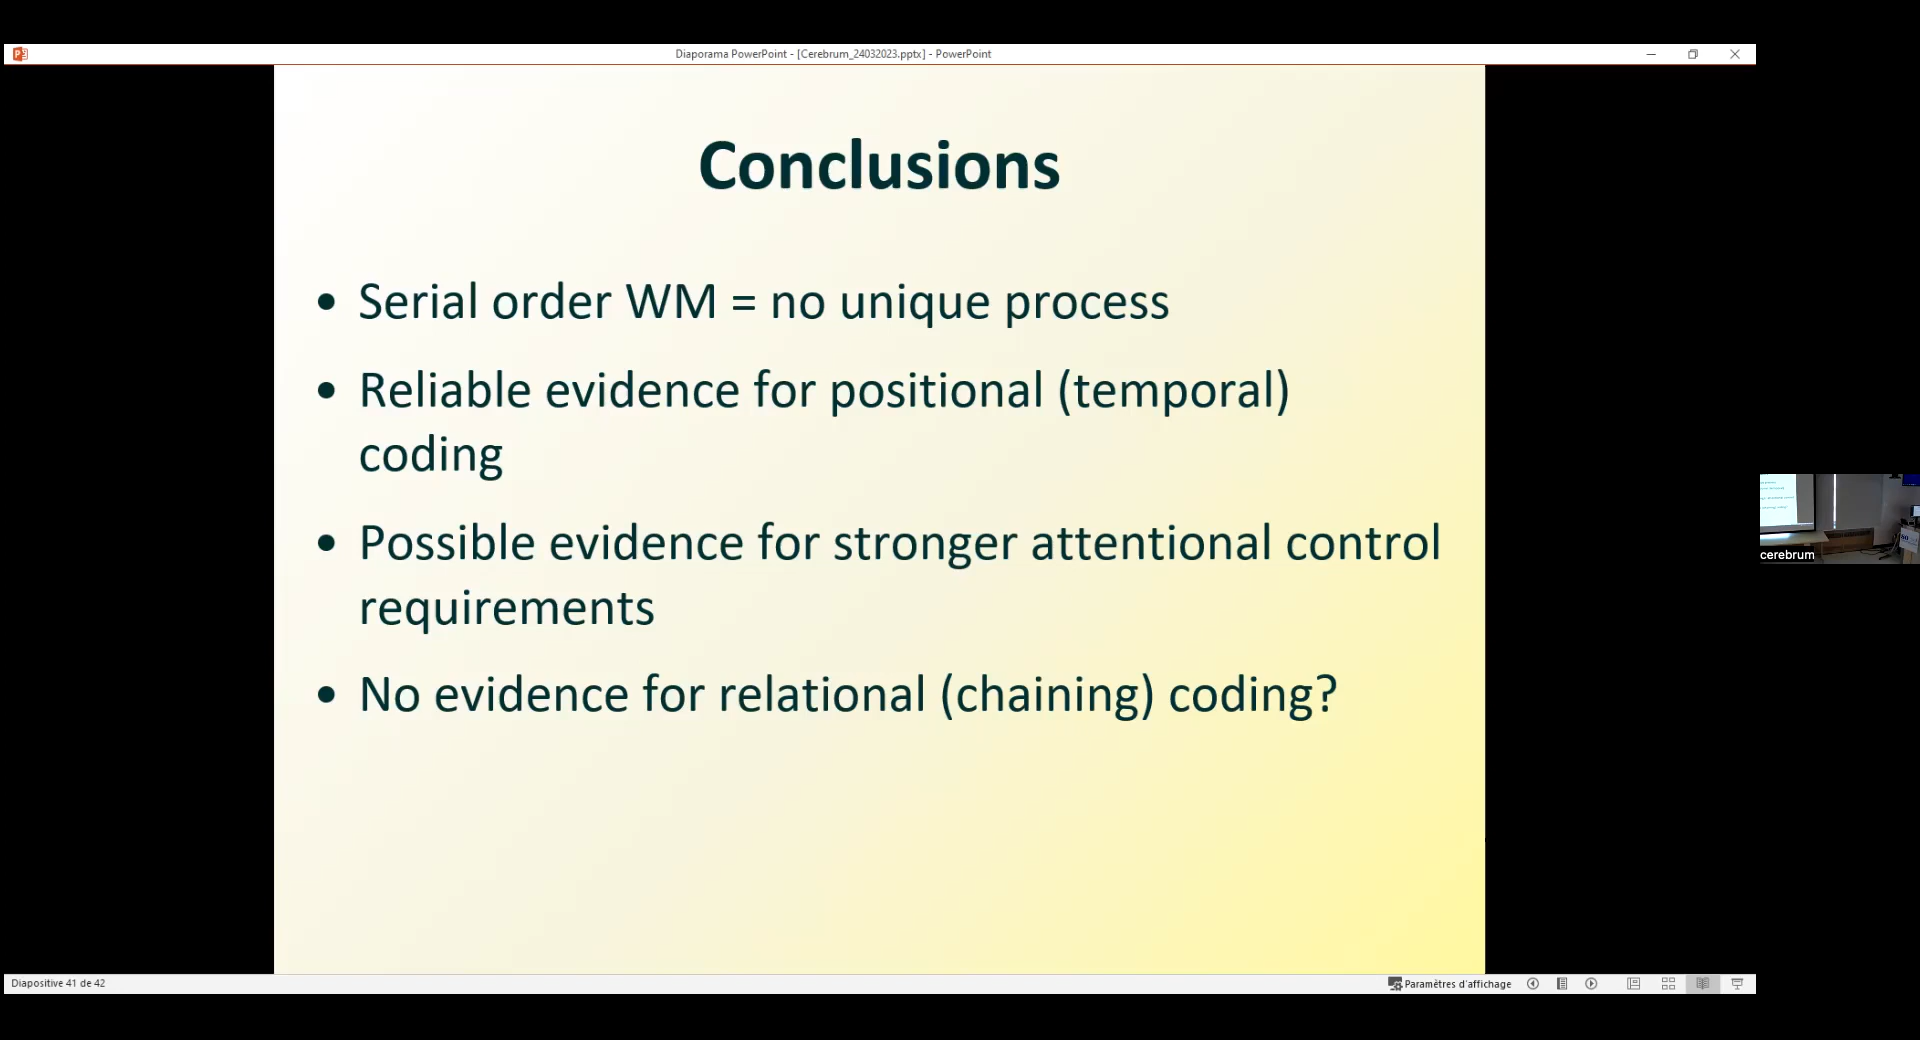 Diaporama PowerPoint - [Cerebrum_24032023.pptx] - PowerPoint
Conclusions
• Serial order WM = no unique process
• Reliable evidence for positional (temporal)
coding
• Possible evidence for stronger attentional control
requirements
• No evidence for relational (chaining) coding?
cerebrum
Diapositive 41 de 42
Paramètres d'affichage